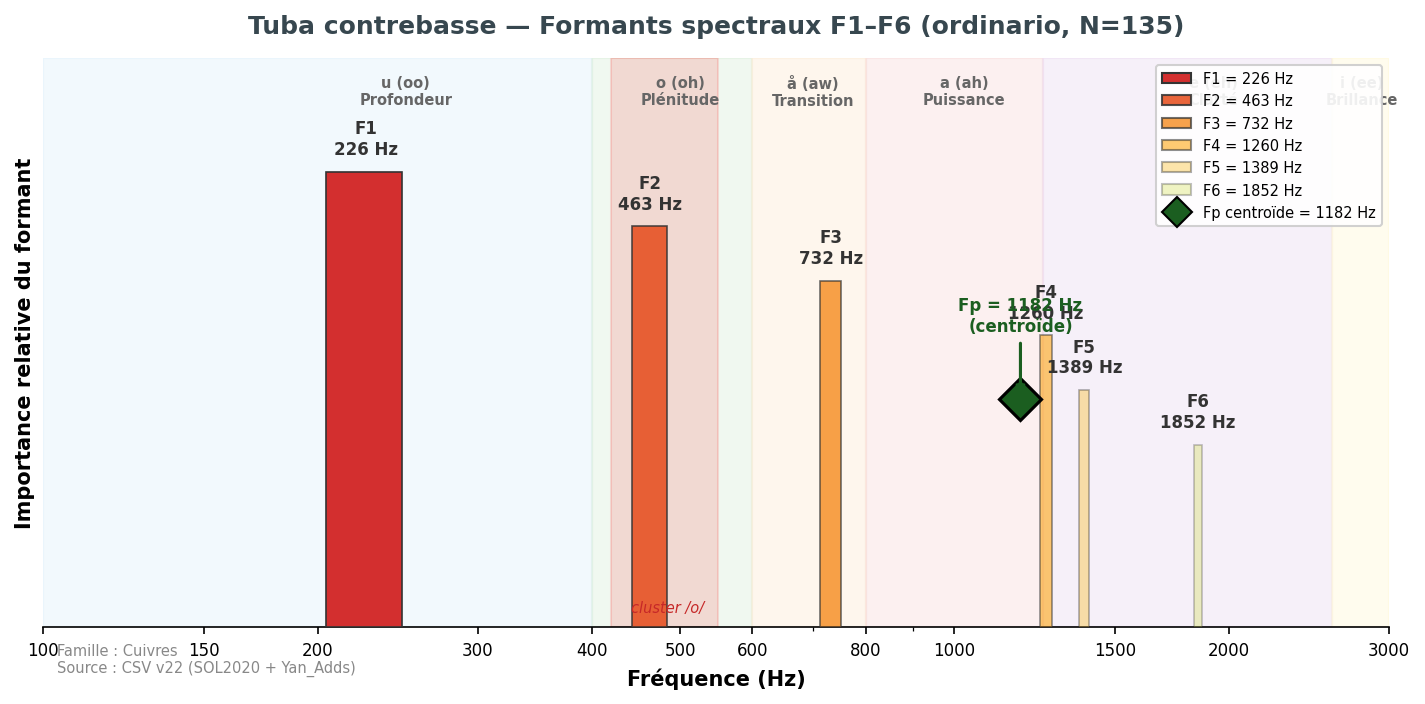 Tuba contrebasse — Formants spectraux F1–F6 (ordinario, N=135)
u (oo)
Profondeur
o (oh)
Plénitude
å (aw)
Transition
a (ah)
Puissance
i (ee)
Brillance
F1 = 226 Hz
F2 = 463 Hz
F3 = 732 Hz
F4 = 1260 Hz
F5 = 1389 Hz
F6 = 1852 Hz
Fp centroïde = 1182 Hz
F1
226 Hz
F2
463 Hz
F3
732 Hz
F4
1260 Hz
Fp = 1182 Hz
(centroïde)
F5
1389 Hz
F6
1852 Hz
cluster /o/
Importance relative du formant
100 150 200 300 400 500 600 800 1000 1500 2000 3000
Famille : Cuivres
Source : CSV v22 (SOL2020 + Yan_Adds)
Fréquence (Hz)